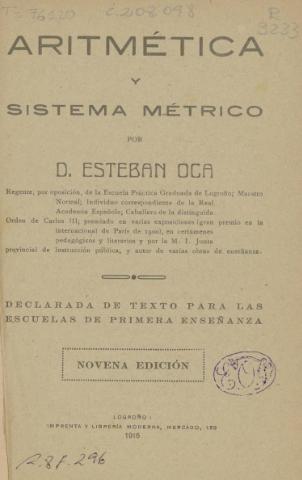 C. 208098
ARITMÉTICA
Y
SISTEMA MÉTRICO
POR
D. ESTEBAN OCA
Regente, por oposición, de la Escuela Práctica Graduada de Logroño; Maestro
Normal; Individuo correspondiente de la Real
Academia Española; Caballero de la distinguida
Orden de Carlos III; premiado en varias exposiciones (gran premio en la
internacional de París de 1900), en certámenes
pedagógicos y literarios y por la M. I. Junta
provincial de instrucción pública, y autor de varias obras de enseñanza.
DECLARADA DE TEXTO PARA LAS
ESCUELAS DE PRIMERA ENSEÑANZA
NOVENA EDICIÓN
LOGROÑO:
IMPRENTA Y LIBRERÍA MODERNA, MERCADO,
1915